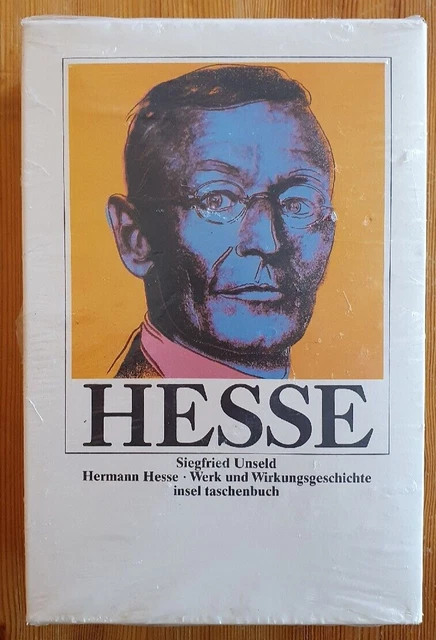 HESSE
Siegfried Unseld
Hermann Hesse · Werk und Wirkungsgeschichte
insel taschenbuch